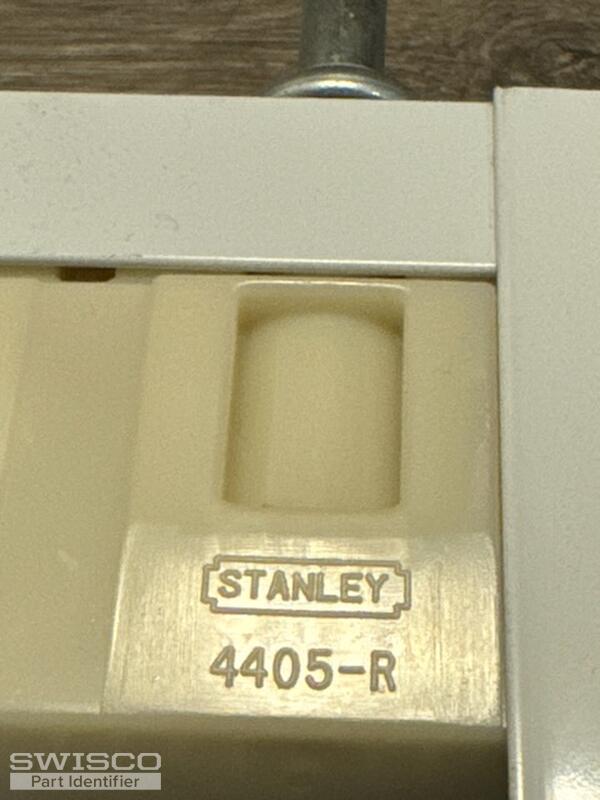 STANLEY
4405-R
SWISCO
Part Identifier